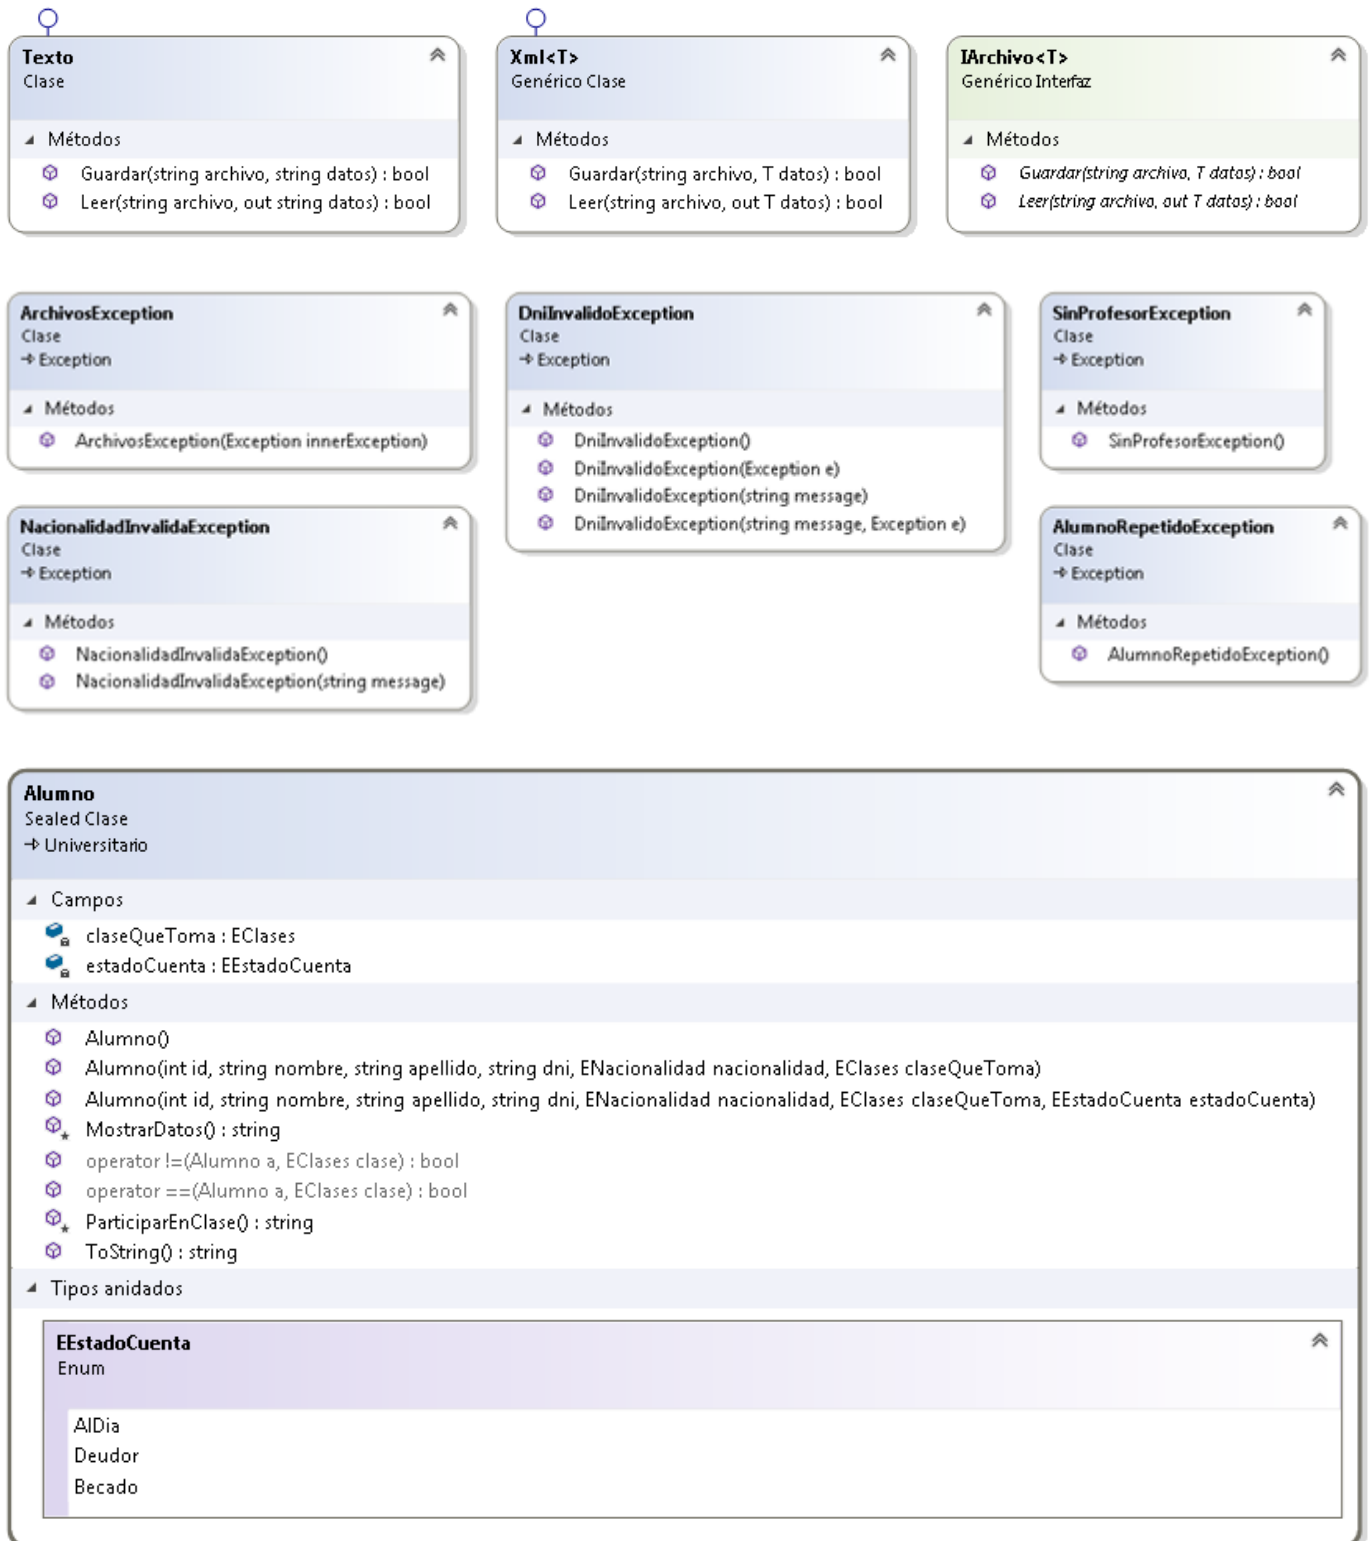 Texto
Clase
Métodos
Guardar(string archivo, string datos) : bool
Leer(string archivo, out string datos) : bool
Xml<T>
Genérico Clase
Métodos
Guardar(string archivo, T datos) : bool
Leer(string archivo, out T datos) : bool
IArchivo<T>
Genérico Interfaz
Métodos
Guardar(string archivo, T datos) : bool
Leer(string archivo, out T datos) : bool
ArchivosException
Clase
Exception
Métodos
ArchivosException(Exception innerException)
DniInvalidoException
Clase
Exception
Métodos
DniInvalidoException()
DniInvalidoException(Exception e)
DniInvalidoException(string message)
DniInvalidoException(string message, Exception e)
SinProfesorException
Clase
Exception
Métodos
SinProfesorException()
NacionalidadInvalidaException
Clase
Exception
Métodos
NacionalidadInvalidaException()
NacionalidadInvalidaException(string message)
AlumnoRepetidoException
Clase
Exception
Métodos
AlumnoRepetidoException()
Alumno
Sealed Clase
Universitario
Campos
claseQueToma : EClases
estadoCuenta : EEstadoCuenta
Métodos
Alumno()
Alumno(int id, string nombre, string apellido, string dni, ENacionalidad nacionalidad, EClases claseQueToma)
Alumno(int id, string nombre, string apellido, string dni, ENacionalidad nacionalidad, EClases claseQueToma, EEstadoCuenta estadoCuenta)
MostrarDatos() : string
operator !=(Alumno a, EClases clase) : bool
operator ==(Alumno a, EClases clase) : bool
ParticiparEnClase() : string
ToString() : string
Tipos anidados
EEstadoCuenta
Enum
AlDia
Deudor
Becado